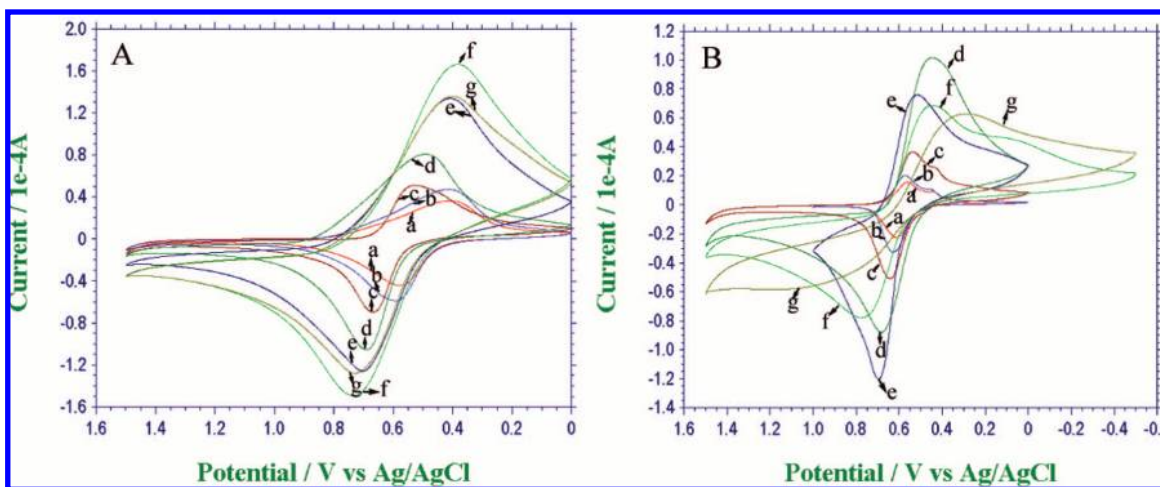 A
Current / 1e-4A
2.0
1.6
1.2
0.8
0.4
0
-0.4
-0.8
-1.2
-1.6
f
g
e
d
c
b
a
a
b
c
d
e
g
f
1.6 1.4 1.2 1.0 0.8 0.6 0.4 0.2 0
Potential / V vs Ag/AgCl
B
Current / 1e-4A
1.2
1.0
0.8
0.6
0.4
0.2
0
-0.2
-0.4
-0.6
-0.8
-1.0
-1.2
-1.4
d
f
e
g
c
b
a
a
b
c
g
f
d
e
1.6 1.4 1.2 1.0 0.8 0.6 0.4 0.2 0 -0.2 -0.4 -0.6
Potential / V vs Ag/AgCl